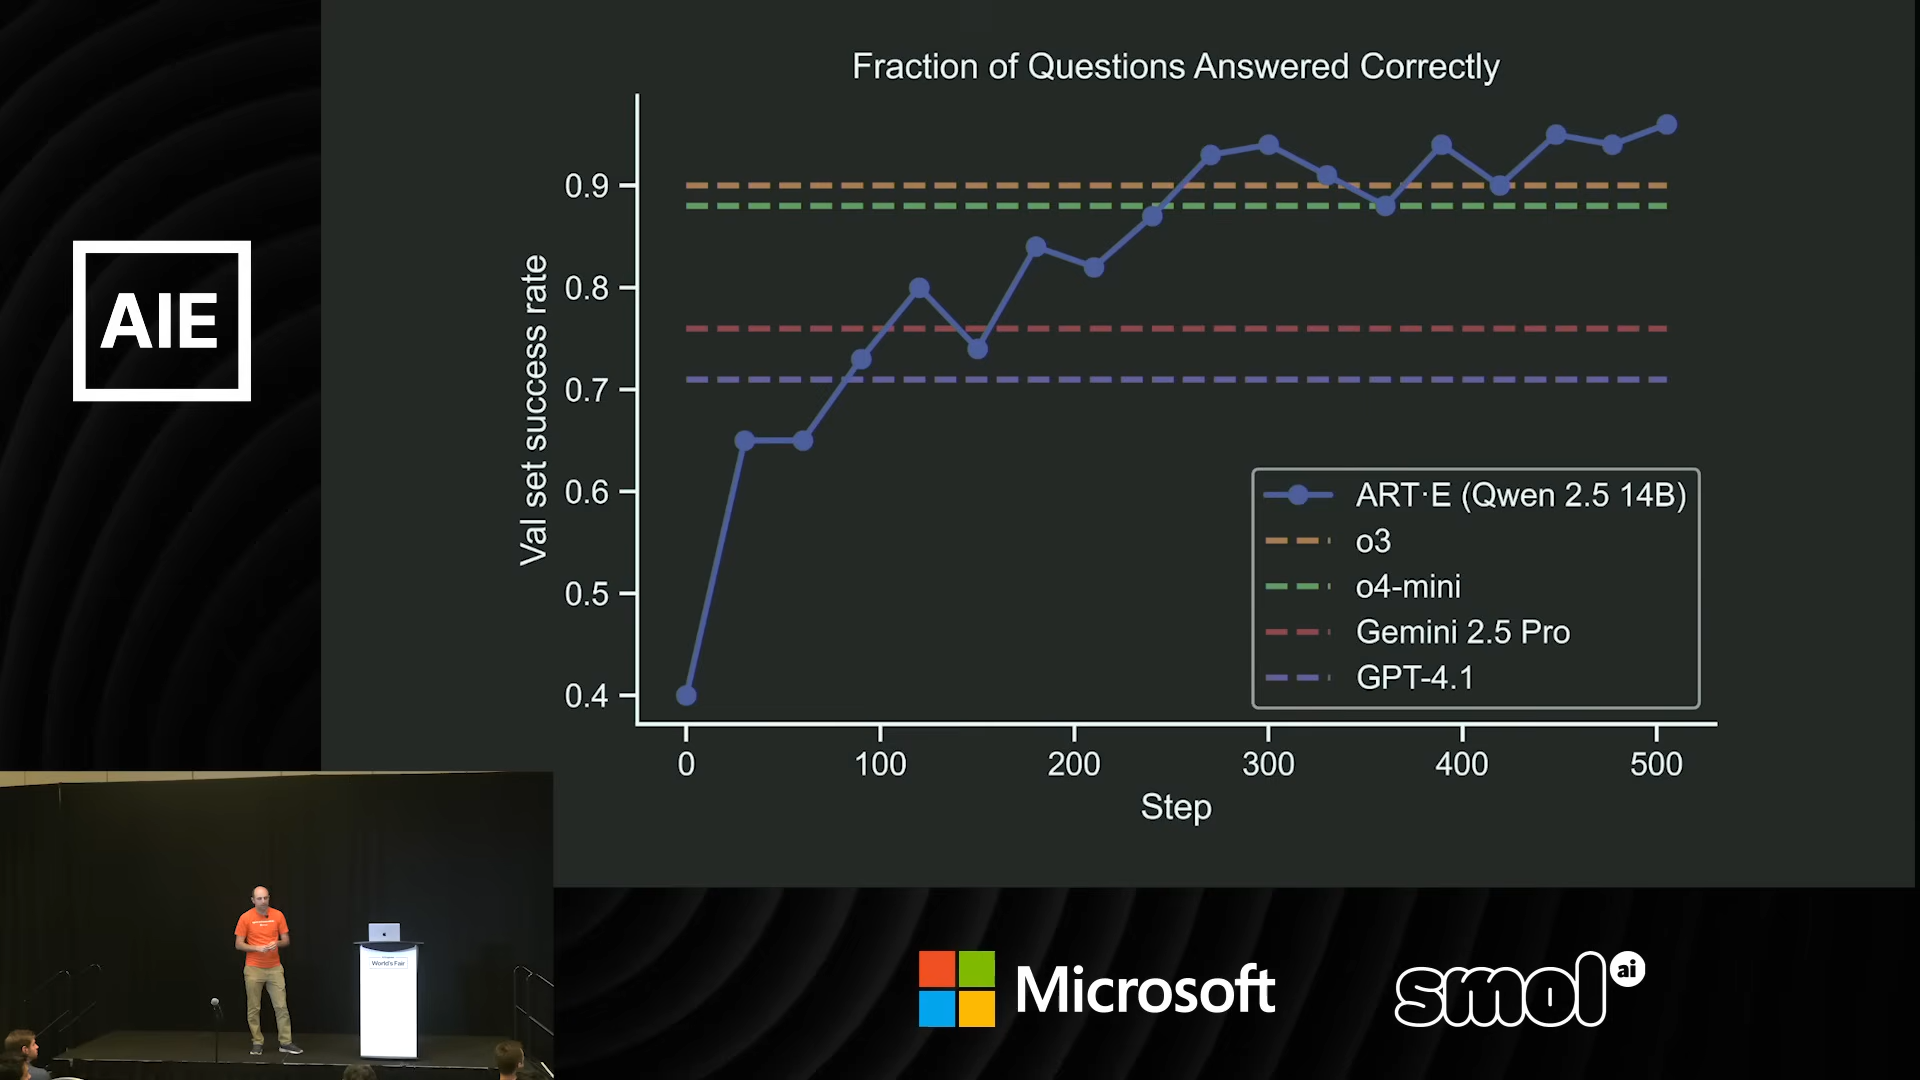 AIE
Fraction of Questions Answered Correctly
Val set success rate
0.9
0.8
0.7
0.6
0.5
0.4
0
100
200
300
400
500
Step
ART·E (Qwen 2.5 14B)
o3
o4-mini
Gemini 2.5 Pro
GPT-4.1
World's Fair
Microsoft
smol ai